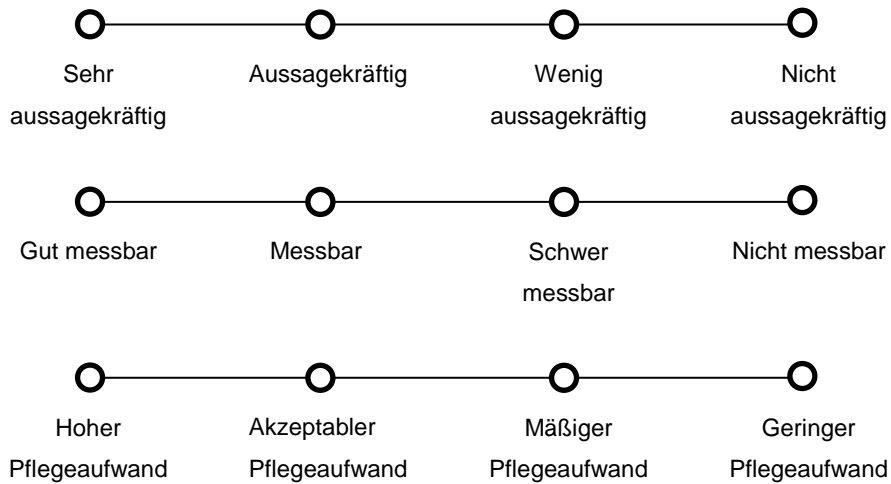 Sehr Aussagekräftig Wenig Nicht
aussagekräftig aussagekräftig aussagekräftig
Gut messbar Messbar Schwer Nicht messbar
messbar
Hoher Akzeptabler Mäßiger Geringer
Pflegeaufwand Pflegeaufwand Pflegeaufwand Pflegeaufwand